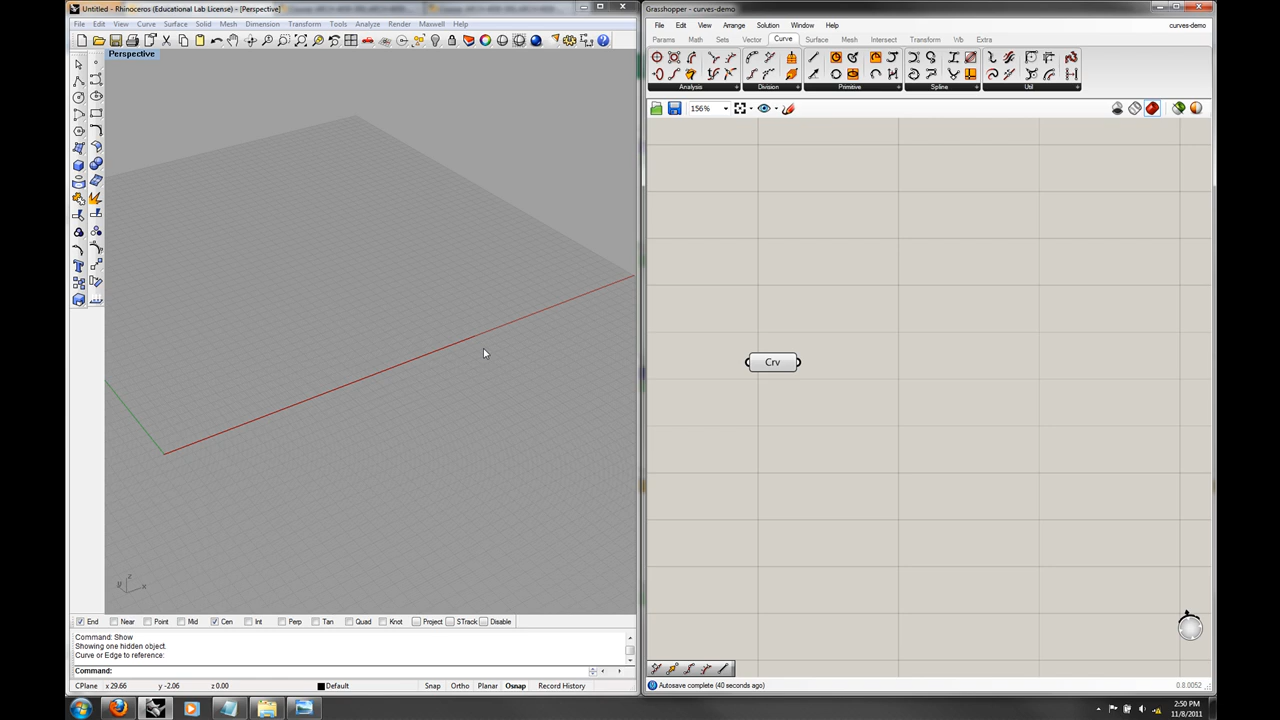 Untitled - Rhinoceros (Educational Lab License) - [Perspective]
File Edit View Curve Surface Solid Mesh Dimension Transform Tools Analyze Render Maxwell Help
Perspective
y z x
End Near Point Mid Cen Int Perp Tan Quad Knot Project STrack Disable
Command: Show
Showing one hidden object.
Curve or Edge to reference:
Command:
CPlane x 29.66 y -2.06 z 0.00 Default Snap Ortho Planar Osnap Record History
Grasshopper - curves-demo
File Edit View Arrange Solution Window Help curves-demo
Params Math Sets Vector Curve Surface Mesh Intersect Transform Wb Extra
Analysis + Division + Primitive + Spline + Util +
156%
Crv
Autosave complete (40 seconds ago) 0.8.0052
2:50 PM
11/8/2011